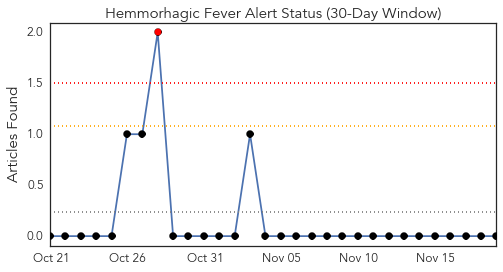 Hemmorhagic Fever Alert Status (30-Day Window)
Articles Found
2.0
1.5
1.0
0.5
0.0
Oct 21 Oct 26 Oct 31 Nov 05 Nov 10 Nov 15